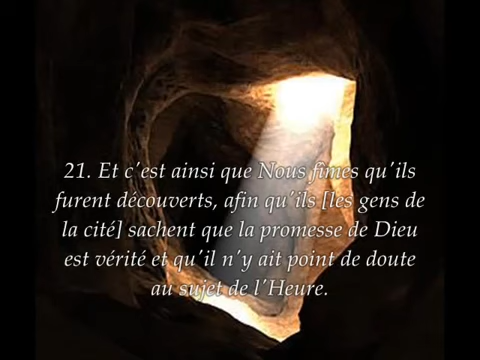 21. Et c'est ainsi que Nous fîmes qu'ils
furent découverts, afin qu'ils [les gens de
la cité] sachent que la promesse de Dieu
est vérité et qu'il n'y ait point de doute
au sujet de l'Heure.